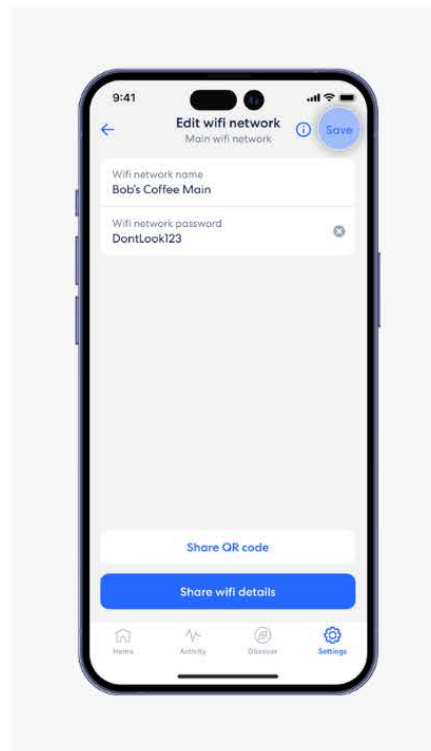 9:41
Edit wifi network
Main wifi network
Save
Wifi network name
Bob's Coffee Main
Wifi network password
DontLook123
Share QR code
Share wifi details
Home
Activity
Discover
Settings